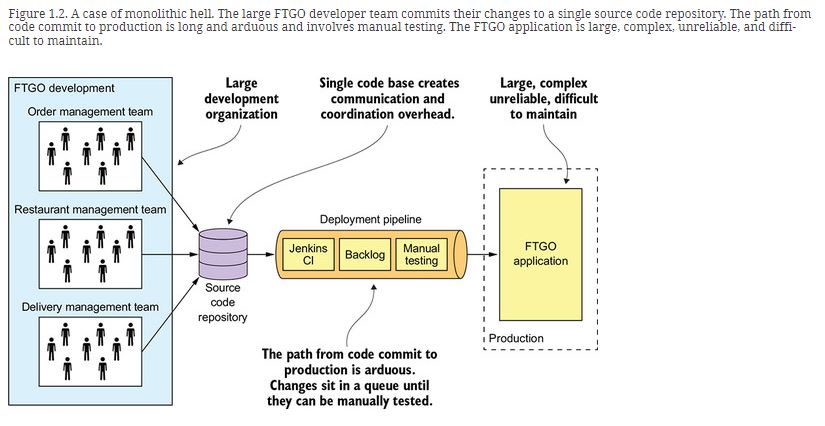 Figure 1.2. A case of monolithic hell. The large FTGO developer team commits their changes to a single source code repository. The path from
code commit to production is long and arduous and involves manual testing. The FTGO application is large, complex, unreliable, and diffi-
cult to maintain.
FTGO development
Order management team
Restaurant management team
Delivery management team
Large
development
organization
Single code base creates
communication and
coordination overhead.
Large, complex
unreliable, difficult
to maintain
Source
code
repository
Deployment pipeline
Jenkins
CI
Backlog
Manual
testing
The path from code commit to
production is arduous.
Changes sit in a queue until
they can be manually tested.
FTGO
application
Production